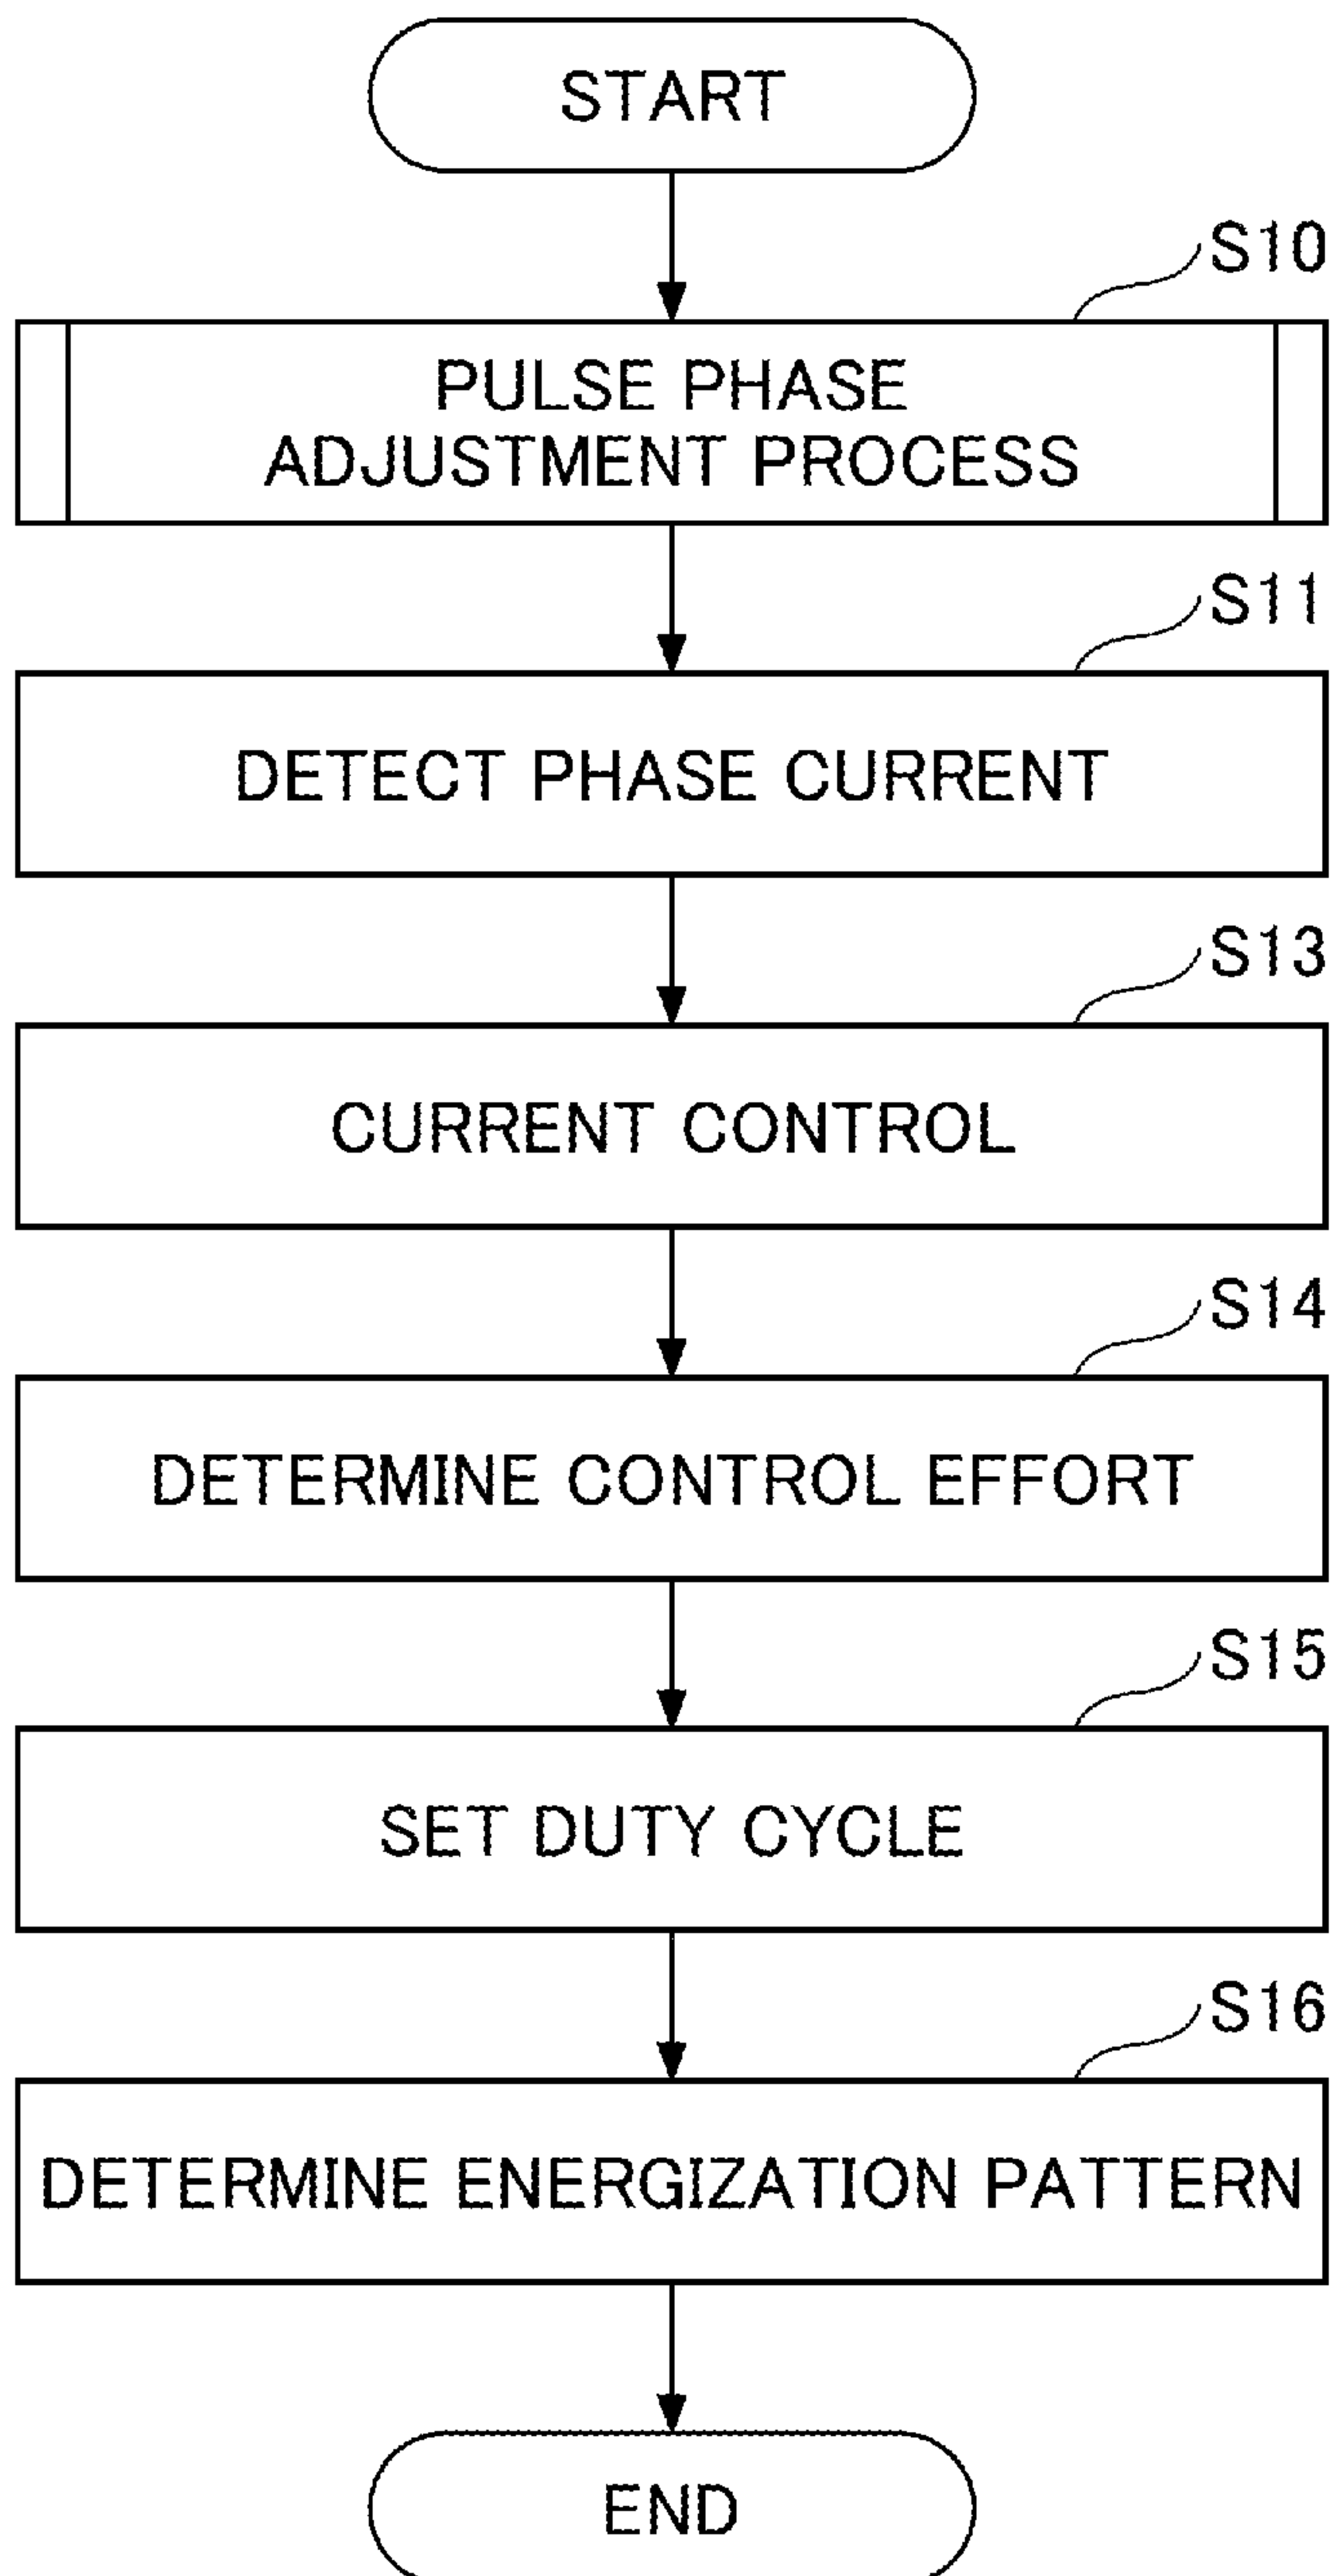 START
S10
PULSE PHASE
ADJUSTMENT PROCESS
S11
DETECT PHASE CURRENT
S13
CURRENT CONTROL
S14
DETERMINE CONTROL EFFORT
S15
SET DUTY CYCLE
S16
DETERMINE ENERGIZATION PATTERN
END